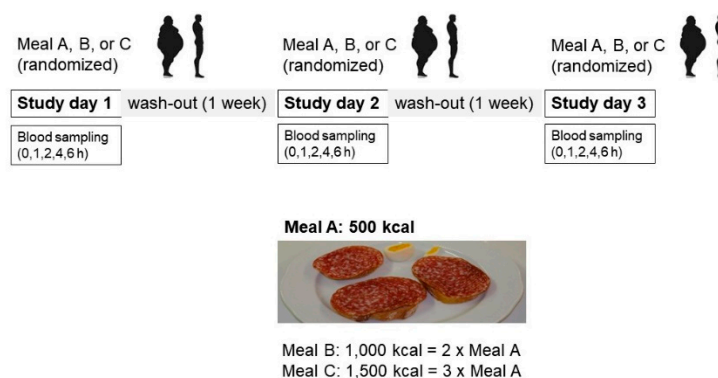 Meal A, B, or C
(randomized)
Meal A, B, or C
(randomized)
Meal A, B, or C
(randomized)
Study day 1
wash-out (1 week)
Study day 2
wash-out (1 week)
Study day 3
Blood sampling
(0,1,2,4,6 h)
Blood sampling
(0,1,2,4,6 h)
Blood sampling
(0,1,2,4,6 h)
Meal A: 500 kcal
Meal B: 1,000 kcal = 2 x Meal A
Meal C: 1,500 kcal = 3 x Meal A